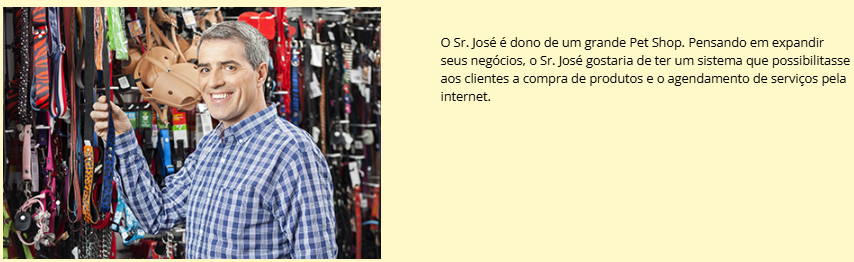 O Sr. José é dono de um grande Pet Shop. Pensando em expandir
seus negócios, o Sr. José gostaria de ter um sistema que possibilitasse
aos clientes a compra de produtos e o agendamento de serviços pela
internet.